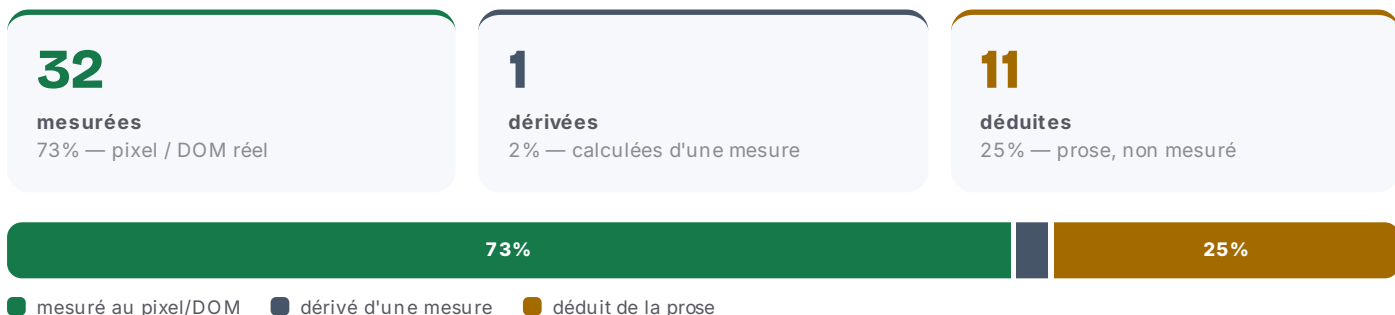 32
mesurées
73% — pixel / DOM réel
1
dérivées
2% — calculées d'une mesure
11
déduites
25% — prose, non mesuré
73%
25%
mesuré au pixel/DOM
dérivé d'une mesure
déduit de la prose